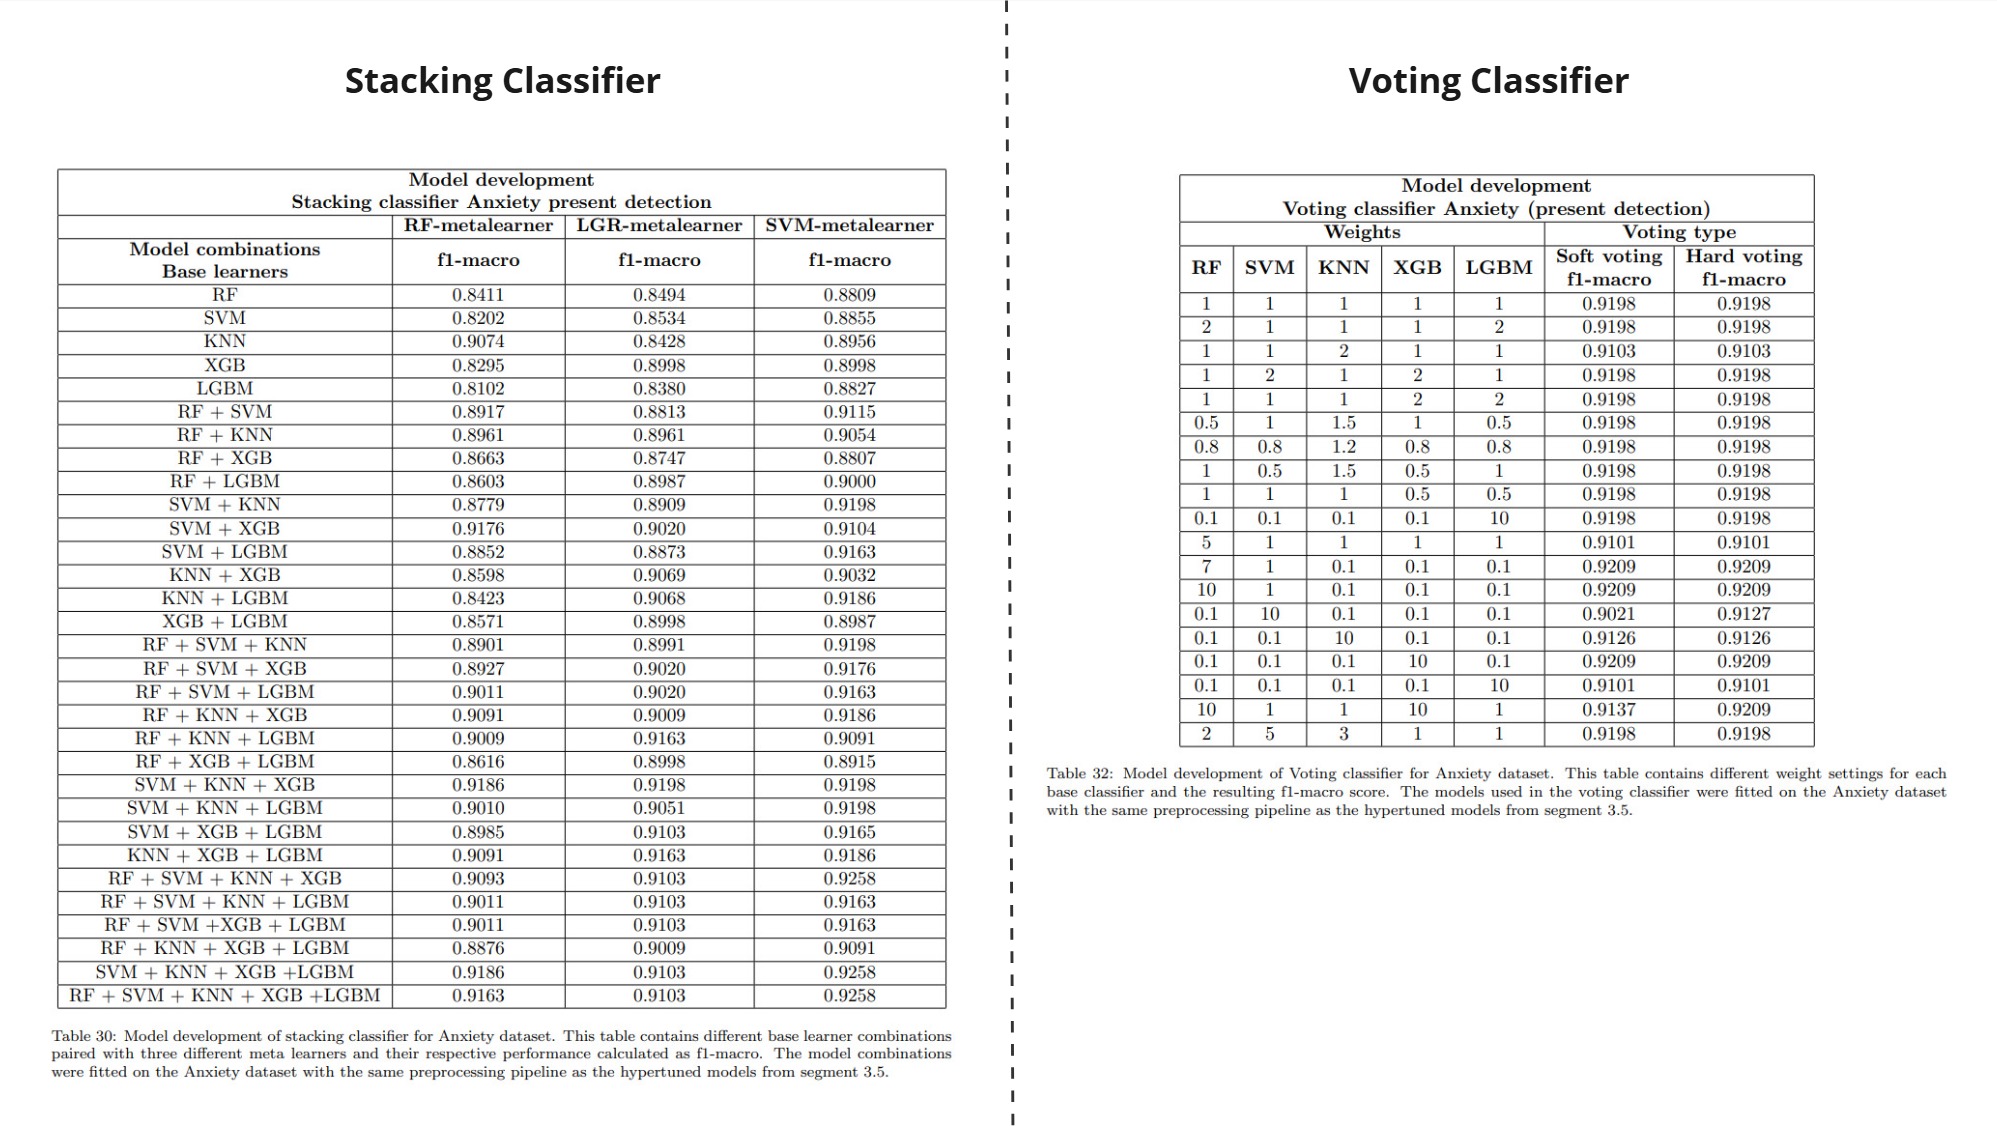 Stacking Classifier
Model development
Stacking classifier Anxiety present detection
RF-metalearner LGR-metalearner SVM-metalearner
Model combinations
Base learners
f1-macro f1-macro f1-macro
RF 0.8411 0.8494 0.8809
SVM 0.8202 0.8534 0.8855
KNN 0.9074 0.8428 0.8956
XGB 0.8295 0.8998 0.8998
LGBM 0.8102 0.8380 0.8827
RF + SVM 0.8917 0.8813 0.9115
RF + KNN 0.8961 0.8961 0.9054
RF + XGB 0.8663 0.8747 0.8807
RF + LGBM 0.8603 0.8987 0.9000
SVM + KNN 0.8779 0.8909 0.9198
SVM + XGB 0.9176 0.9020 0.9104
SVM + LGBM 0.8852 0.8873 0.9163
KNN + XGB 0.8598 0.9069 0.9032
KNN + LGBM 0.8423 0.9068 0.9186
XGB + LGBM 0.8571 0.8998 0.8987
RF + SVM + KNN 0.8901 0.8991 0.9198
RF + SVM + XGB 0.8927 0.9020 0.9176
RF + SVM + LGBM 0.9011 0.9020 0.9163
RF + KNN + XGB 0.9091 0.9009 0.9186
RF + KNN + LGBM 0.9009 0.9163 0.9091
RF + XGB + LGBM 0.8616 0.8998 0.8915
SVM + KNN + XGB 0.9186 0.9198 0.9198
SVM + KNN + LGBM 0.9010 0.9051 0.9198
SVM + XGB + LGBM 0.8985 0.9103 0.9165
KNN + XGB + LGBM 0.9091 0.9163 0.9186
RF + SVM + KNN + XGB 0.9093 0.9103 0.9258
RF + SVM + KNN + LGBM 0.9011 0.9103 0.9163
RF + SVM +XGB + LGBM 0.9011 0.9103 0.9163
RF + KNN + XGB + LGBM 0.8876 0.9009 0.9091
SVM + KNN + XGB +LGBM 0.9186 0.9103 0.9258
RF + SVM + KNN + XGB +LGBM 0.9163 0.9103 0.9258
Table 30: Model development of stacking classifier for Anxiety dataset. This table contains different base learner combinations
paired with three different meta learners and their respective performance calculated as f1-macro. The model combinations
were fitted on the Anxiety dataset with the same preprocessing pipeline as the hypertuned models from segment 3.5.
Voting Classifier
Model development
Voting classifier Anxiety (present detection)
Weights Voting type
RF SVM KNN XGB LGBM Soft voting Hard voting
f1-macro f1-macro
1 1 1 1 1 0.9198 0.9198
2 1 1 1 2 0.9198 0.9198
1 1 2 1 1 0.9103 0.9103
1 2 1 2 1 0.9198 0.9198
1 1 1 2 2 0.9198 0.9198
0.5 1 1.5 1 0.5 0.9198 0.9198
0.8 0.8 1.2 0.8 0.8 0.9198 0.9198
1 0.5 1.5 0.5 1 0.9198 0.9198
1 1 1 0.5 0.5 0.9198 0.9198
0.1 0.1 0.1 0.1 10 0.9198 0.9198
5 1 1 1 1 0.9101 0.9101
7 1 0.1 0.1 0.1 0.9209 0.9209
10 1 0.1 0.1 0.1 0.9209 0.9209
0.1 10 0.1 0.1 0.1 0.9021 0.9127
0.1 0.1 10 0.1 0.1 0.9126 0.9126
0.1 0.1 0.1 10 0.1 0.9209 0.9209
0.1 0.1 0.1 0.1 10 0.9101 0.9101
10 1 1 10 1 0.9137 0.9209
2 5 3 1 1 0.9198 0.9198
Table 32: Model development of Voting classifier for Anxiety dataset. This table contains different weight settings for each
base classifier and the resulting f1-macro score. The models used in the voting classifier were fitted on the Anxiety dataset
with the same preprocessing pipeline as the hypertuned models from segment 3.5.